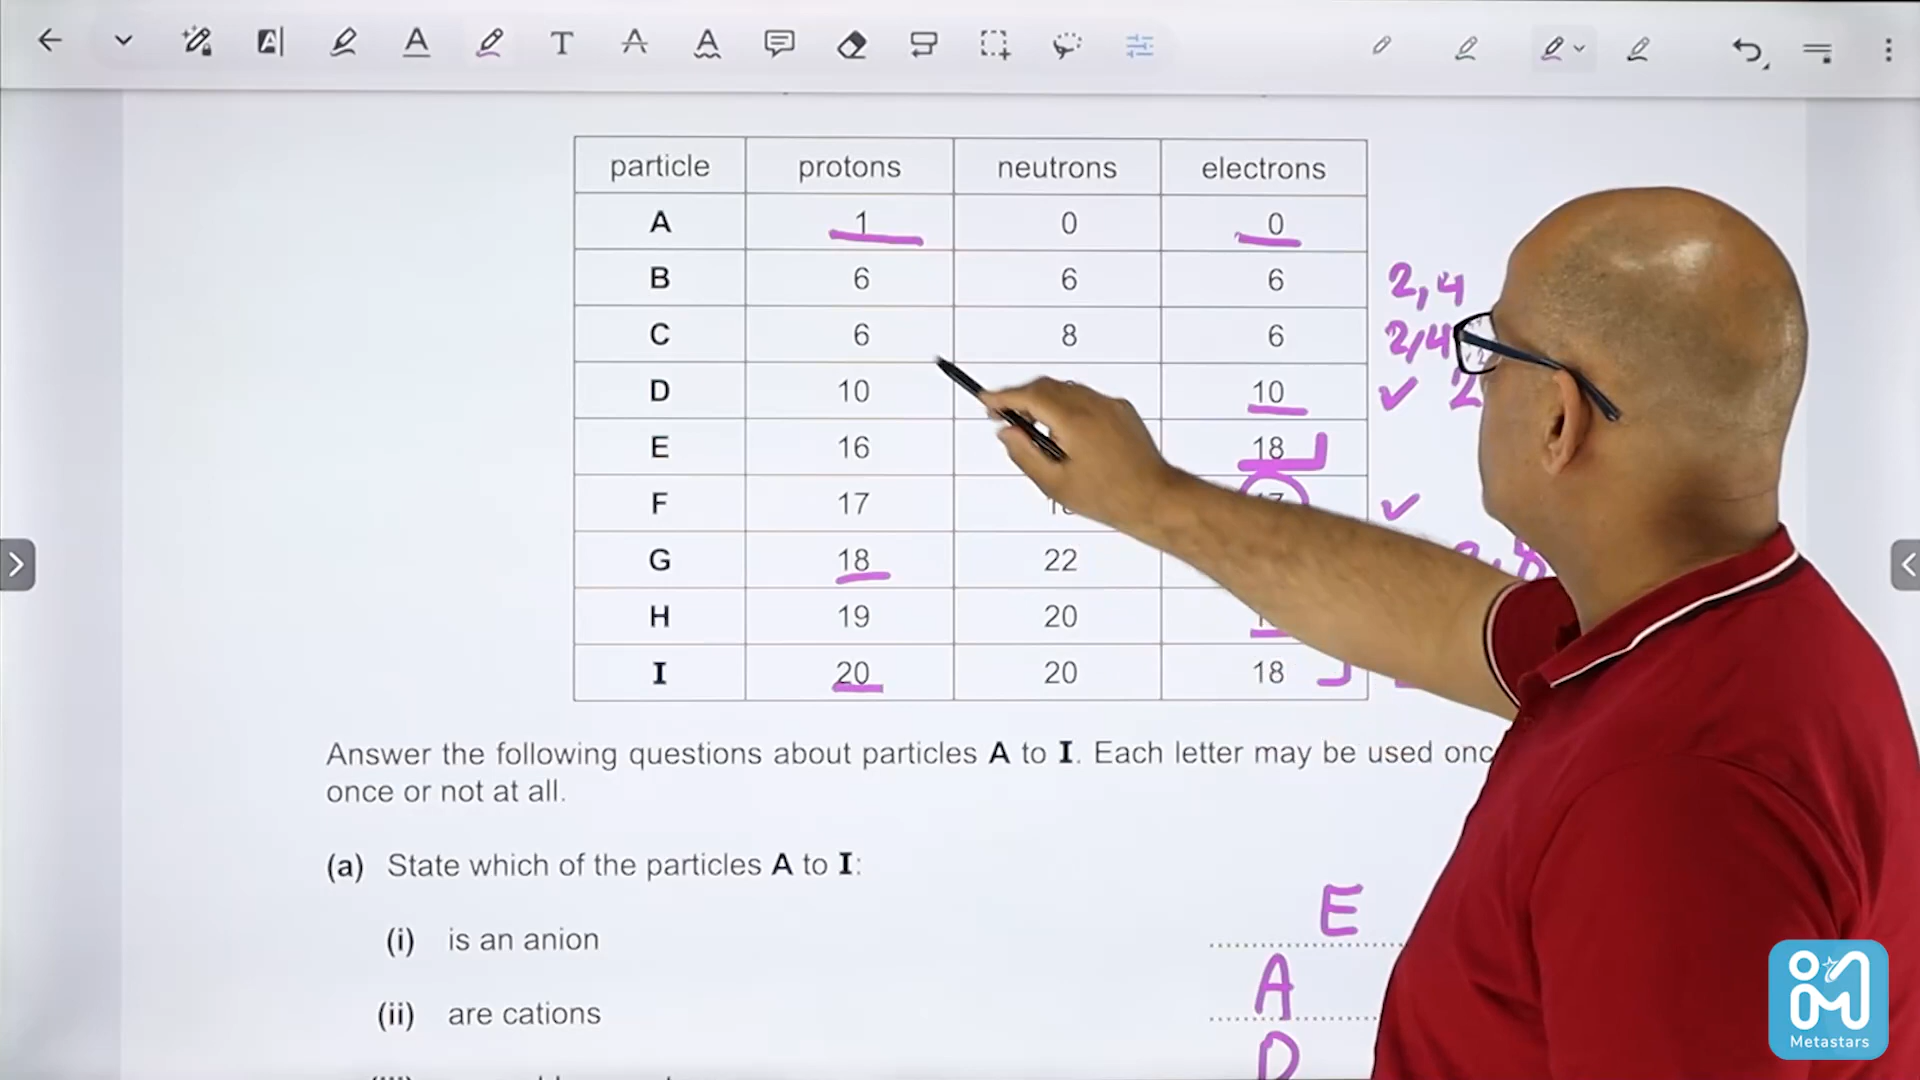 particle protons neutrons electrons
A 1 0 0
B 6 6 6 2,4
C 6 8 6 2,4
D 10 10 ✓ 2
E 16 18
F 17 ✓
G 18 22
H 19 20
I 20 20 18
Answer the following questions about particles A to I. Each letter may be used
once or not at all.
(a) State which of the particles A to I:
(i) is an anion E
(ii) are cations A
D
Metastars